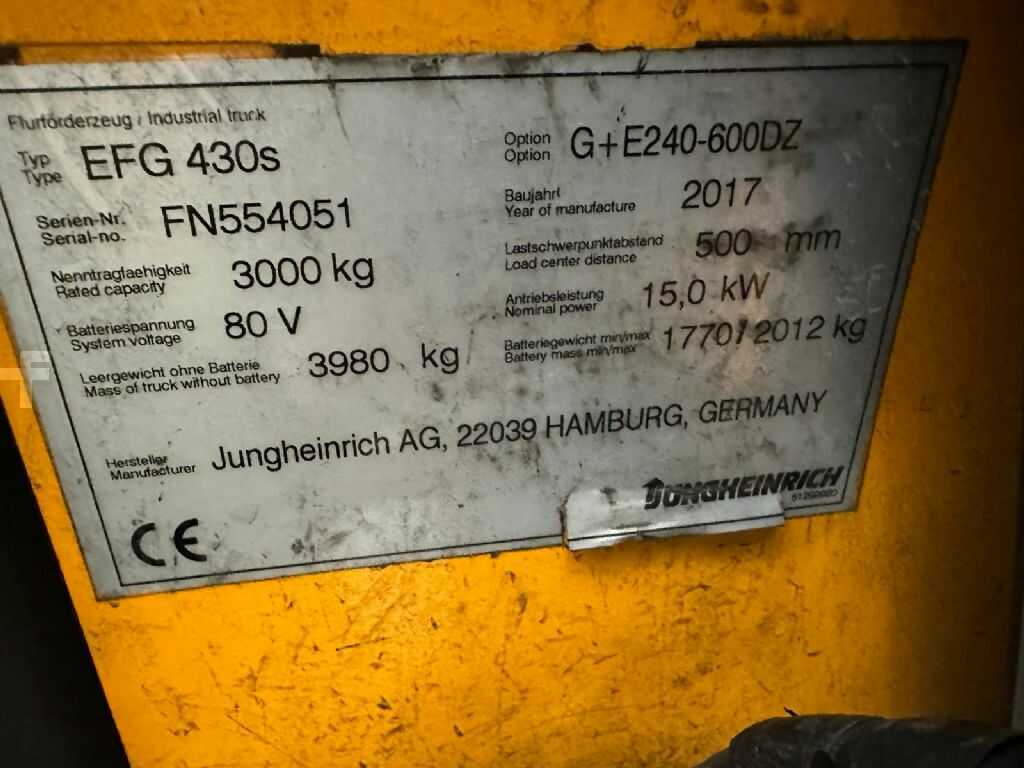 Flurförderzeug / Industrial truck
Typ
Type
EFG 430s
Option
Option
G+E240-600DZ
Serien-Nr.
Serial-no.
FN554051
Baujahr
Year of manufacture
2017
Nenntragfaehigkeit
Rated capacity
3000 kg
Lastschwerpunktabstand
Load center distance
500 mm
Batteriespannung
System voltage
80 V
Antriebsleistung
Nominal power
15,0 kW
Leergewicht ohne Batterie
Mass of truck without battery
3980 kg
Batteriegewicht min/max
Battery mass min/max
1770 / 2012 kg
Hersteller
Manufacturer
Jungheinrich AG, 22039 HAMBURG, GERMANY
JUNGHEINRICH
CE